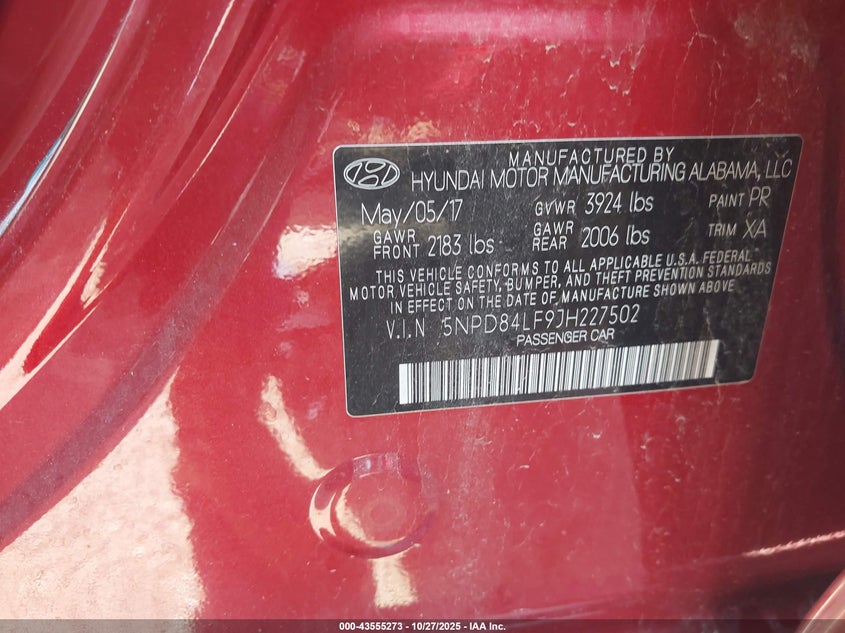 MANUFACTURED BY
HYUNDAI MOTOR MANUFACTURING ALABAMA, LLC
May/05/17 GVWR 3924 lbs PAINT PR
GAWR FRONT 2183 lbs GAWR REAR 2006 lbs TRIM XA
THIS VEHICLE CONFORMS TO ALL APPLICABLE U.S.A. FEDERAL
MOTOR VEHICLE SAFETY, BUMPER, AND THEFT PREVENTION STANDARDS
IN EFFECT ON THE DATE OF MANUFACTURE SHOWN ABOVE
V.I.N 5NPD84LF9JH227502
PASSENGER CAR
000-43555273 - 10/27/2025 - IAA Inc.